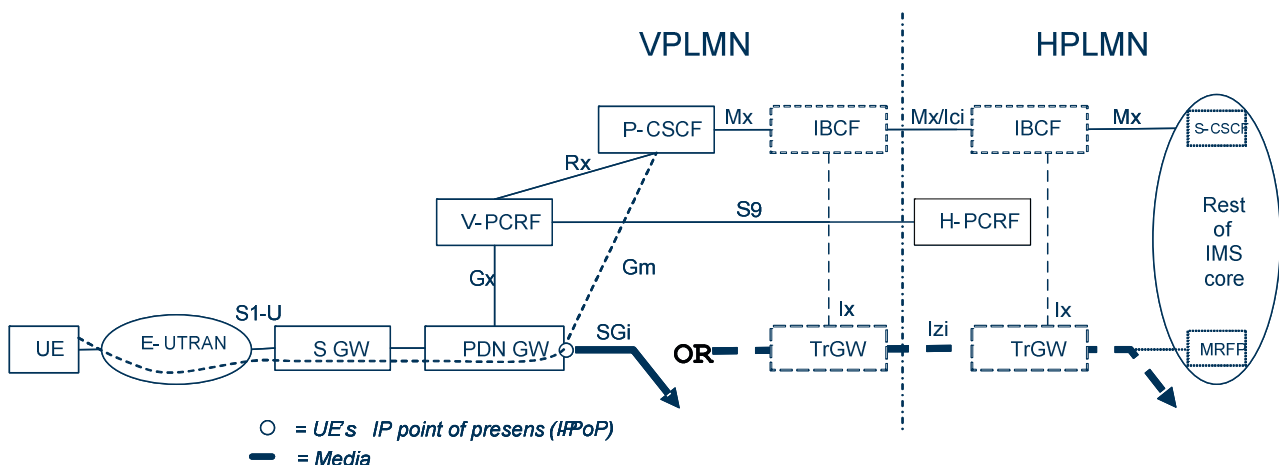 VPLMN
HPLMN
P-CSCF
Mx
IBCF
Mx/Ici
IBCF
Mx
S-CSCF
Rx
V-PCRF
S9
H-PCRF
Rest
of
IMS
core
Gx
Gm
S1-U
Ix
Izi
Ix
UE
E-UTRAN
S GW
PDN GW
SGi
OR
TrGW
TrGW
MRFP
= UE's IP point of presens (IP-PoP)
= Media